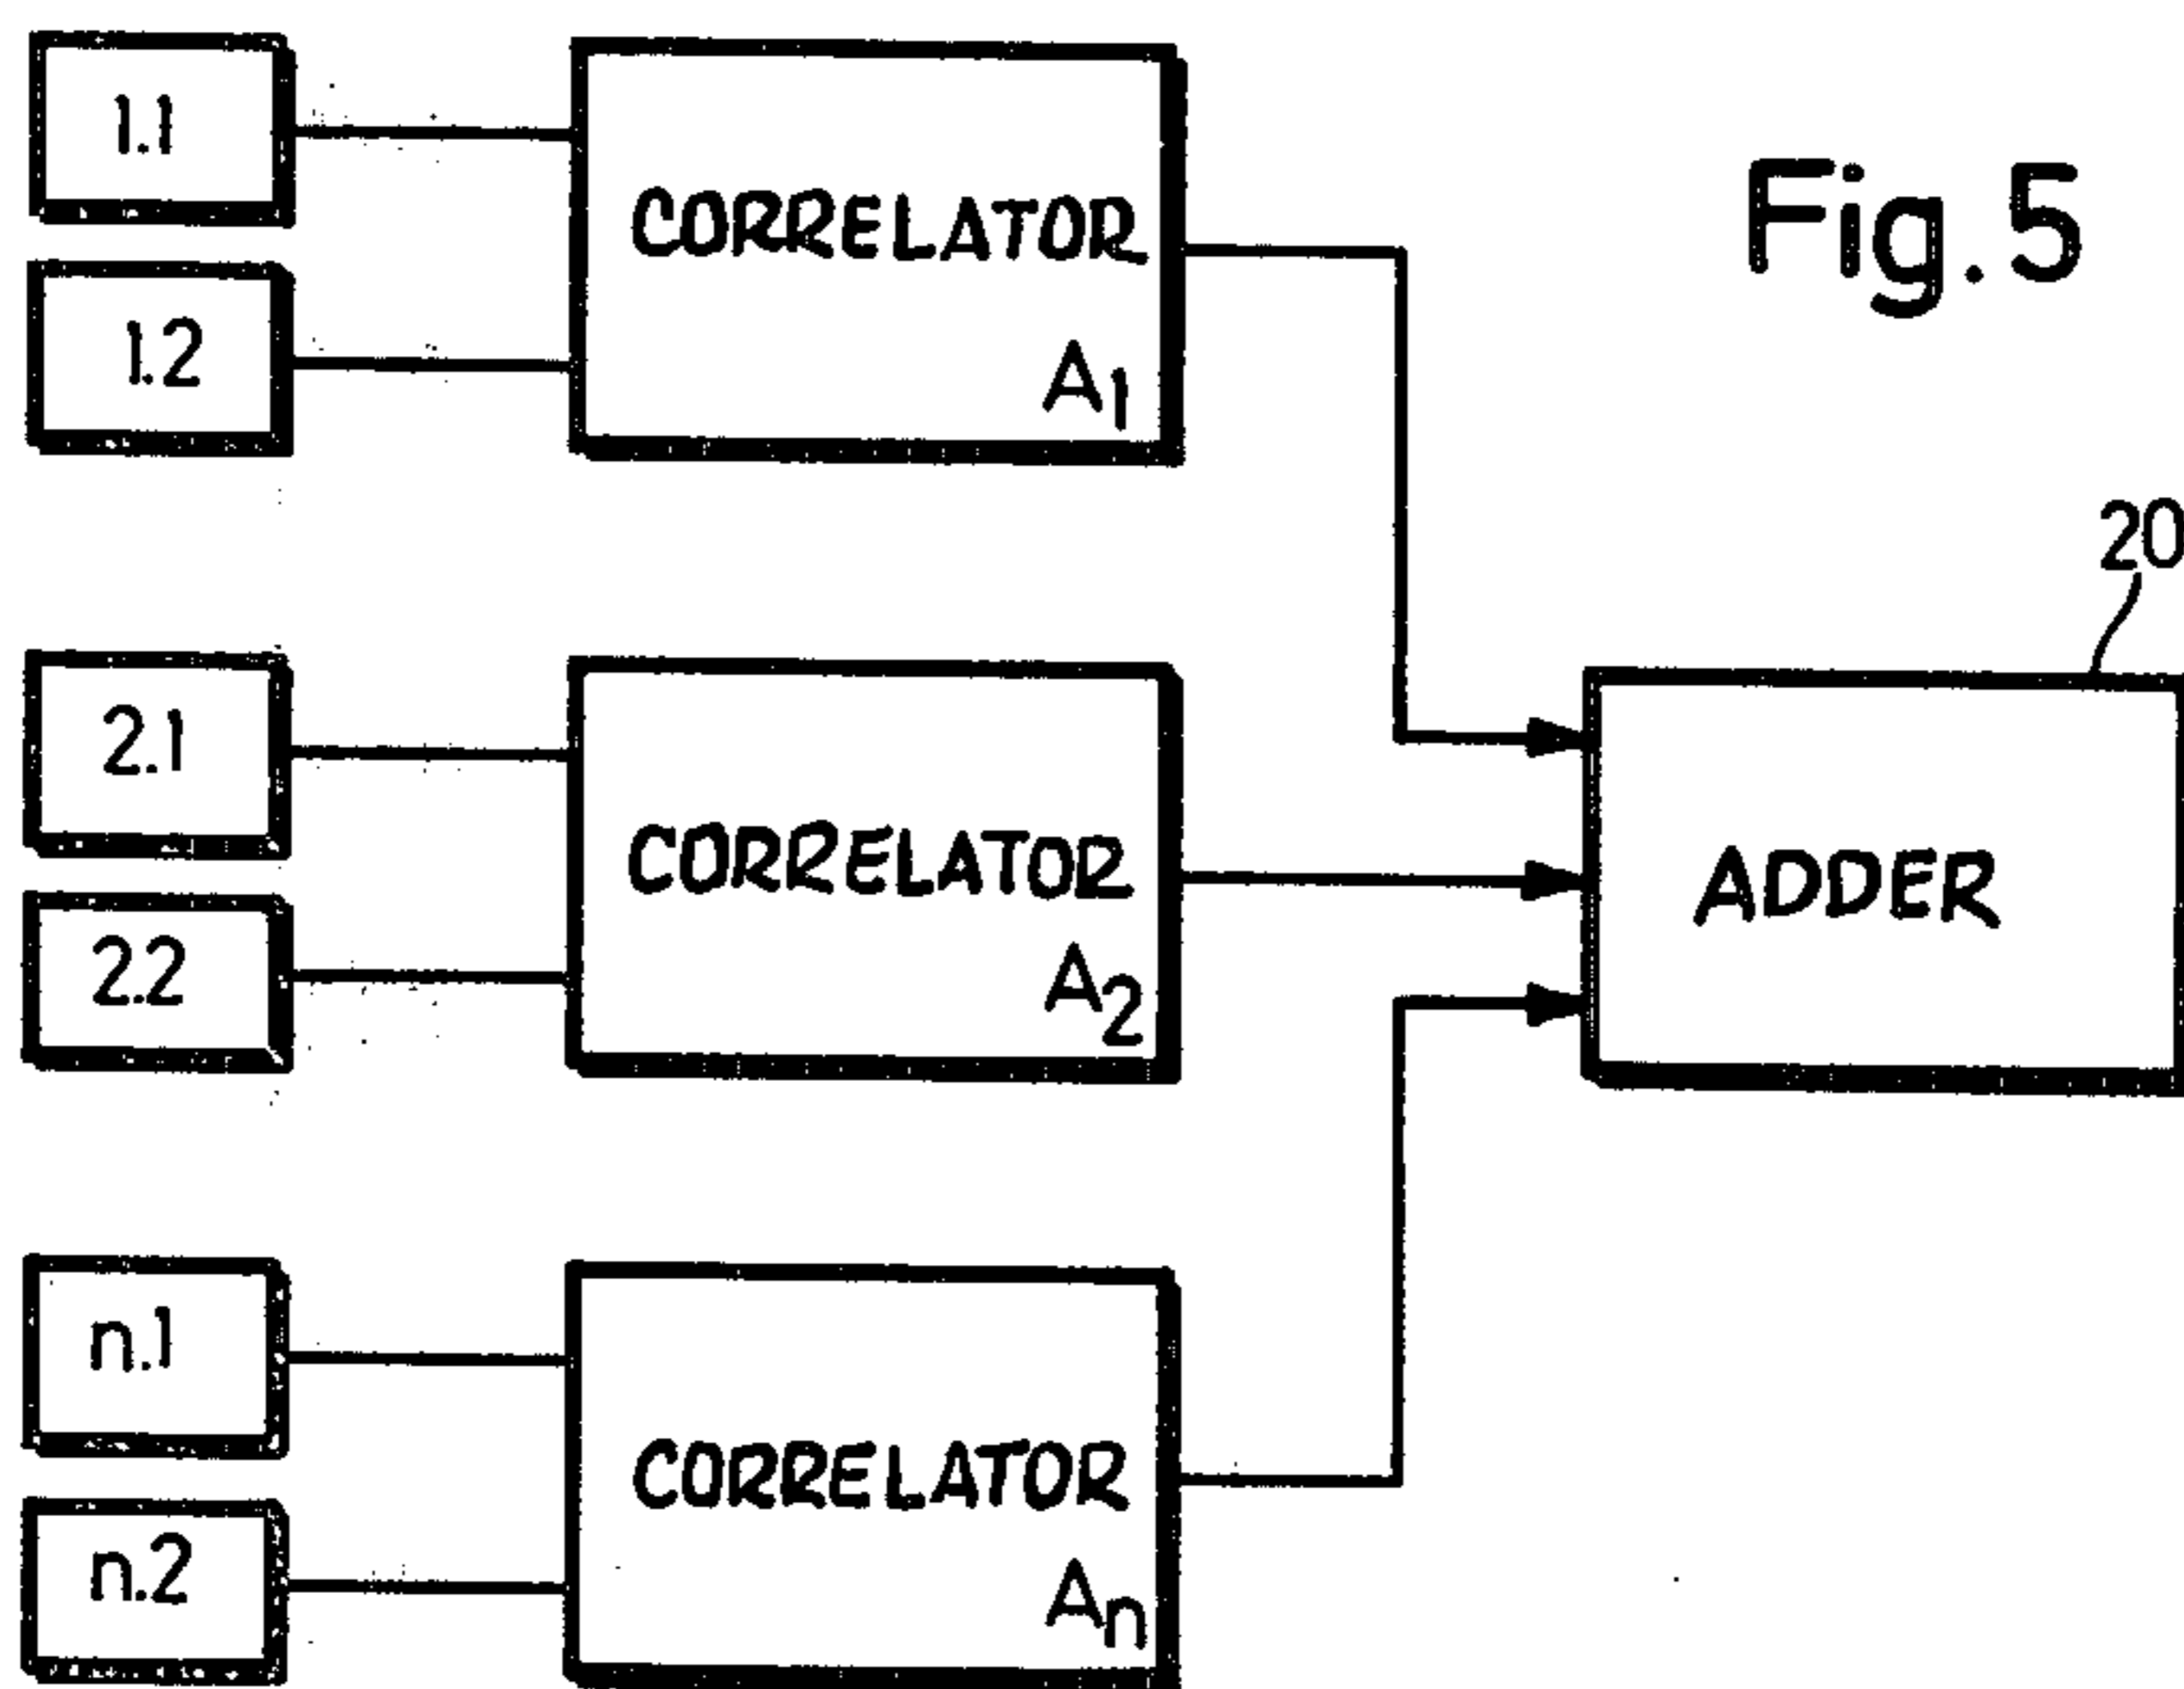 1.1
CORRELATOR
A1
1.2
Fig. 5
20
2.1
CORRELATOR
A2
2.2
ADDER
n.1
CORRELATOR
An
n.2